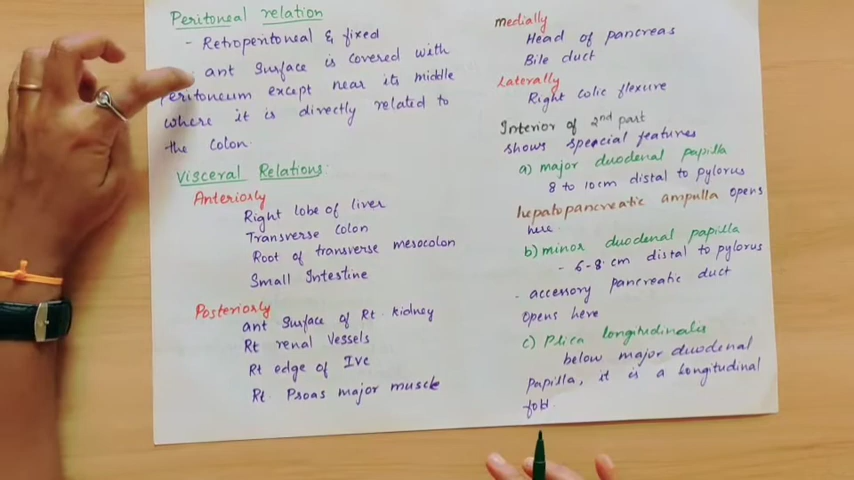 Peritoneal relation
- Retroperitoneal & fixed
ant surface is covered with
Peritoneum except near its middle
where it is directly related to
the colon.
Visceral Relations:
Anteriorly
Right lobe of liver
Transverse colon
Root of transverse mesocolon
Small Intestine
Posteriorly
ant surface of Rt. kidney
Rt renal vessels
Rt edge of IVC
Rt. Psoas major muscle
medially
Head of pancreas
Bile duct
Laterally
Right colic flexure
Interior of 2nd part
shows speacial features
a) major duodenal papilla
8 to 10cm distal to pylorus
hepatopancreatic ampulla opens
here.
b) minor duodenal papilla
- 6-8 cm distal to pylorus
- accessory pancreatic duct
opens here
c) Plica longitudinalis
below major duodenal
Papilla, it is a longitudinal
fold.